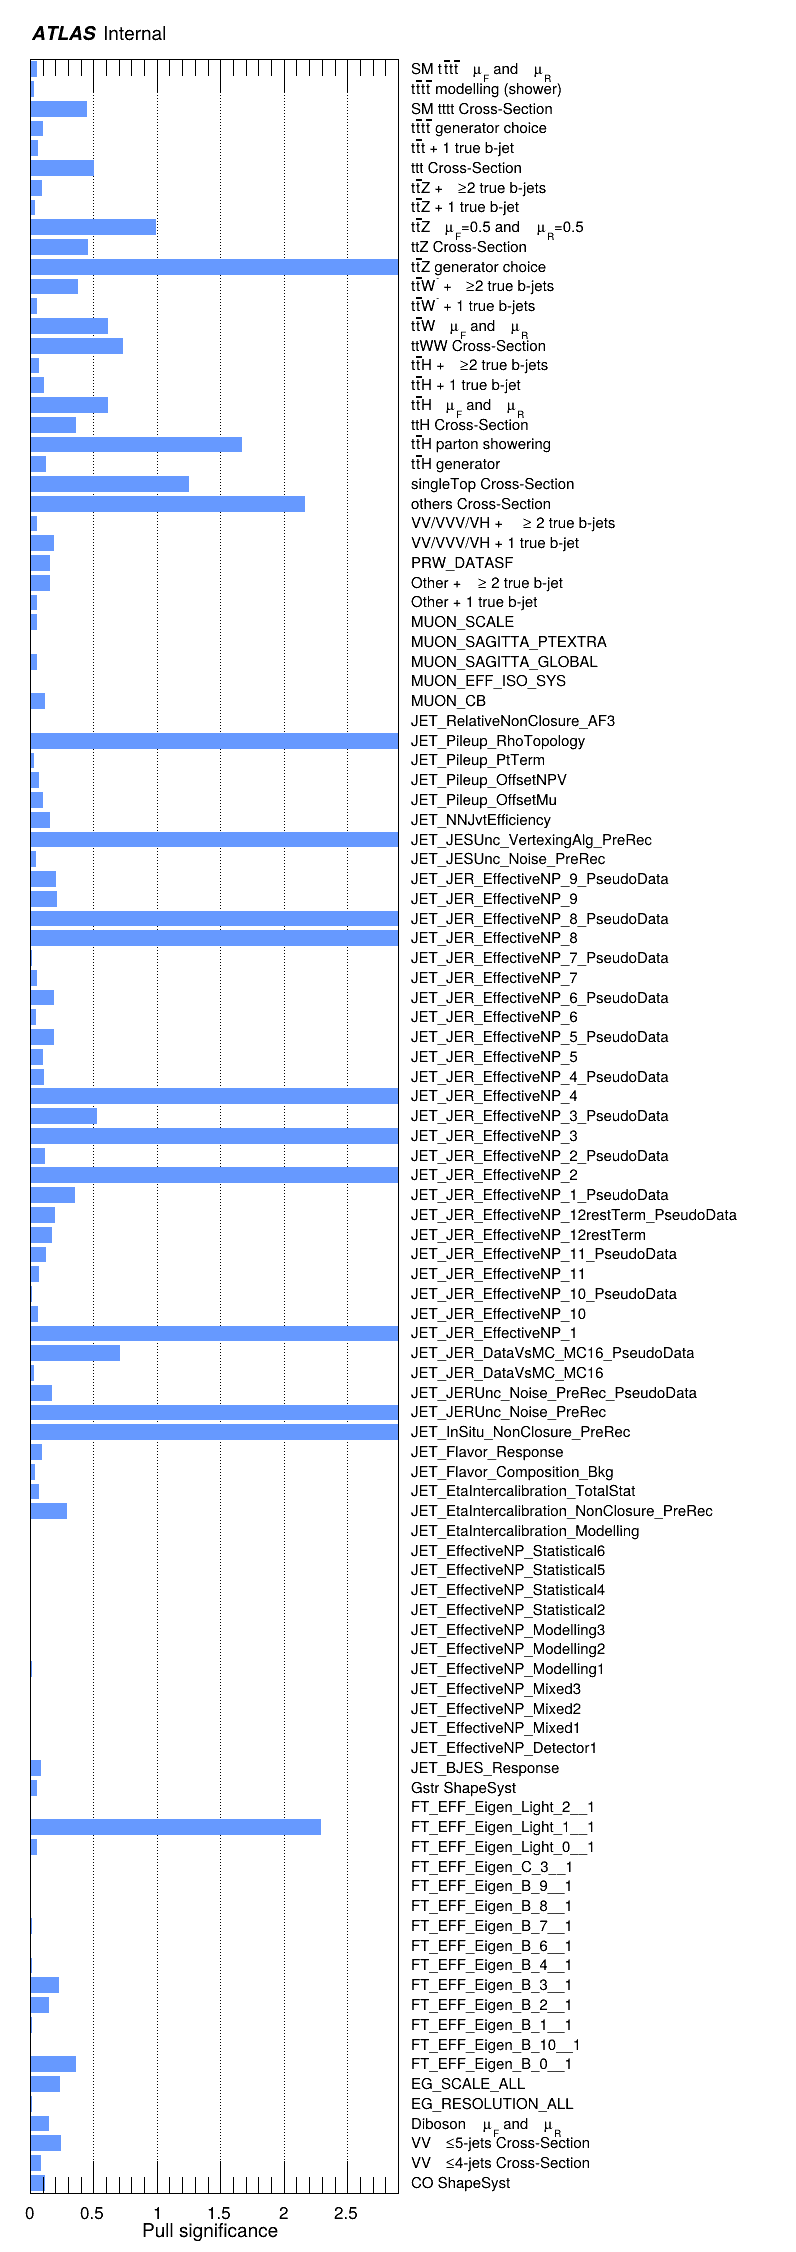 ATLAS Internal
SM tt̄t̄t̄ μF and μR
tt̄t̄t̄ modelling (shower)
SM tttt Cross-Section
tt̄t̄t̄ generator choice
tt̄t̄ + 1 true b-jet
ttt Cross-Section
tt̄Z + ≥2 true b-jets
tt̄Z + 1 true b-jet
tt̄Z μF=0.5 and μR=0.5
ttZ Cross-Section
tt̄Z generator choice
tt̄W + ≥2 true b-jets
tt̄W + 1 true b-jets
tt̄W μF and μR
ttWW Cross-Section
tt̄H + ≥2 true b-jets
tt̄H + 1 true b-jet
tt̄H μF and μR
ttH Cross-Section
tt̄H parton showering
tt̄H generator
singleTop Cross-Section
others Cross-Section
VV/VVV/VH + ≥ 2 true b-jets
VV/VVV/VH + 1 true b-jet
PRW_DATASF
Other + ≥ 2 true b-jet
Other + 1 true b-jet
MUON_SCALE
MUON_SAGITTA_PTEXTRA
MUON_SAGITTA_GLOBAL
MUON_EFF_ISO_SYS
MUON_CB
JET_RelativeNonClosure_AF3
JET_Pileup_RhoTopology
JET_Pileup_PtTerm
JET_Pileup_OffsetNPV
JET_Pileup_OffsetMu
JET_NNJvtEfficiency
JET_JESUnc_VertexingAlg_PreRec
JET_JESUnc_Noise_PreRec
JET_JER_EffectiveNP_9_PseudoData
JET_JER_EffectiveNP_9
JET_JER_EffectiveNP_8_PseudoData
JET_JER_EffectiveNP_8
JET_JER_EffectiveNP_7_PseudoData
JET_JER_EffectiveNP_7
JET_JER_EffectiveNP_6_PseudoData
JET_JER_EffectiveNP_6
JET_JER_EffectiveNP_5_PseudoData
JET_JER_EffectiveNP_5
JET_JER_EffectiveNP_4_PseudoData
JET_JER_EffectiveNP_4
JET_JER_EffectiveNP_3_PseudoData
JET_JER_EffectiveNP_3
JET_JER_EffectiveNP_2_PseudoData
JET_JER_EffectiveNP_2
JET_JER_EffectiveNP_1_PseudoData
JET_JER_EffectiveNP_12restTerm_PseudoData
JET_JER_EffectiveNP_12restTerm
JET_JER_EffectiveNP_11_PseudoData
JET_JER_EffectiveNP_11
JET_JER_EffectiveNP_10_PseudoData
JET_JER_EffectiveNP_10
JET_JER_EffectiveNP_1
JET_JER_DataVsMC_MC16_PseudoData
JET_JER_DataVsMC_MC16
JET_JERUnc_Noise_PreRec_PseudoData
JET_JERUnc_Noise_PreRec
JET_InSitu_NonClosure_PreRec
JET_Flavor_Response
JET_Flavor_Composition_Bkg
JET_EtaIntercalibration_TotalStat
JET_EtaIntercalibration_NonClosure_PreRec
JET_EtaIntercalibration_Modelling
JET_EffectiveNP_Statistical6
JET_EffectiveNP_Statistical5
JET_EffectiveNP_Statistical4
JET_EffectiveNP_Statistical2
JET_EffectiveNP_Modelling3
JET_EffectiveNP_Modelling2
JET_EffectiveNP_Modelling1
JET_EffectiveNP_Mixed3
JET_EffectiveNP_Mixed2
JET_EffectiveNP_Mixed1
JET_EffectiveNP_Detector1
JET_BJES_Response
Gstr ShapeSyst
FT_EFF_Eigen_Light_2__1
FT_EFF_Eigen_Light_1__1
FT_EFF_Eigen_Light_0__1
FT_EFF_Eigen_C_3__1
FT_EFF_Eigen_B_9__1
FT_EFF_Eigen_B_8__1
FT_EFF_Eigen_B_7__1
FT_EFF_Eigen_B_6__1
FT_EFF_Eigen_B_4__1
FT_EFF_Eigen_B_3__1
FT_EFF_Eigen_B_2__1
FT_EFF_Eigen_B_1__1
FT_EFF_Eigen_B_10__1
FT_EFF_Eigen_B_0__1
EG_SCALE_ALL
EG_RESOLUTION_ALL
Diboson μF and μR
VV ≤5-jets Cross-Section
VV ≤4-jets Cross-Section
CO ShapeSyst
0 0.5 1 1.5 2 2.5
Pull significance